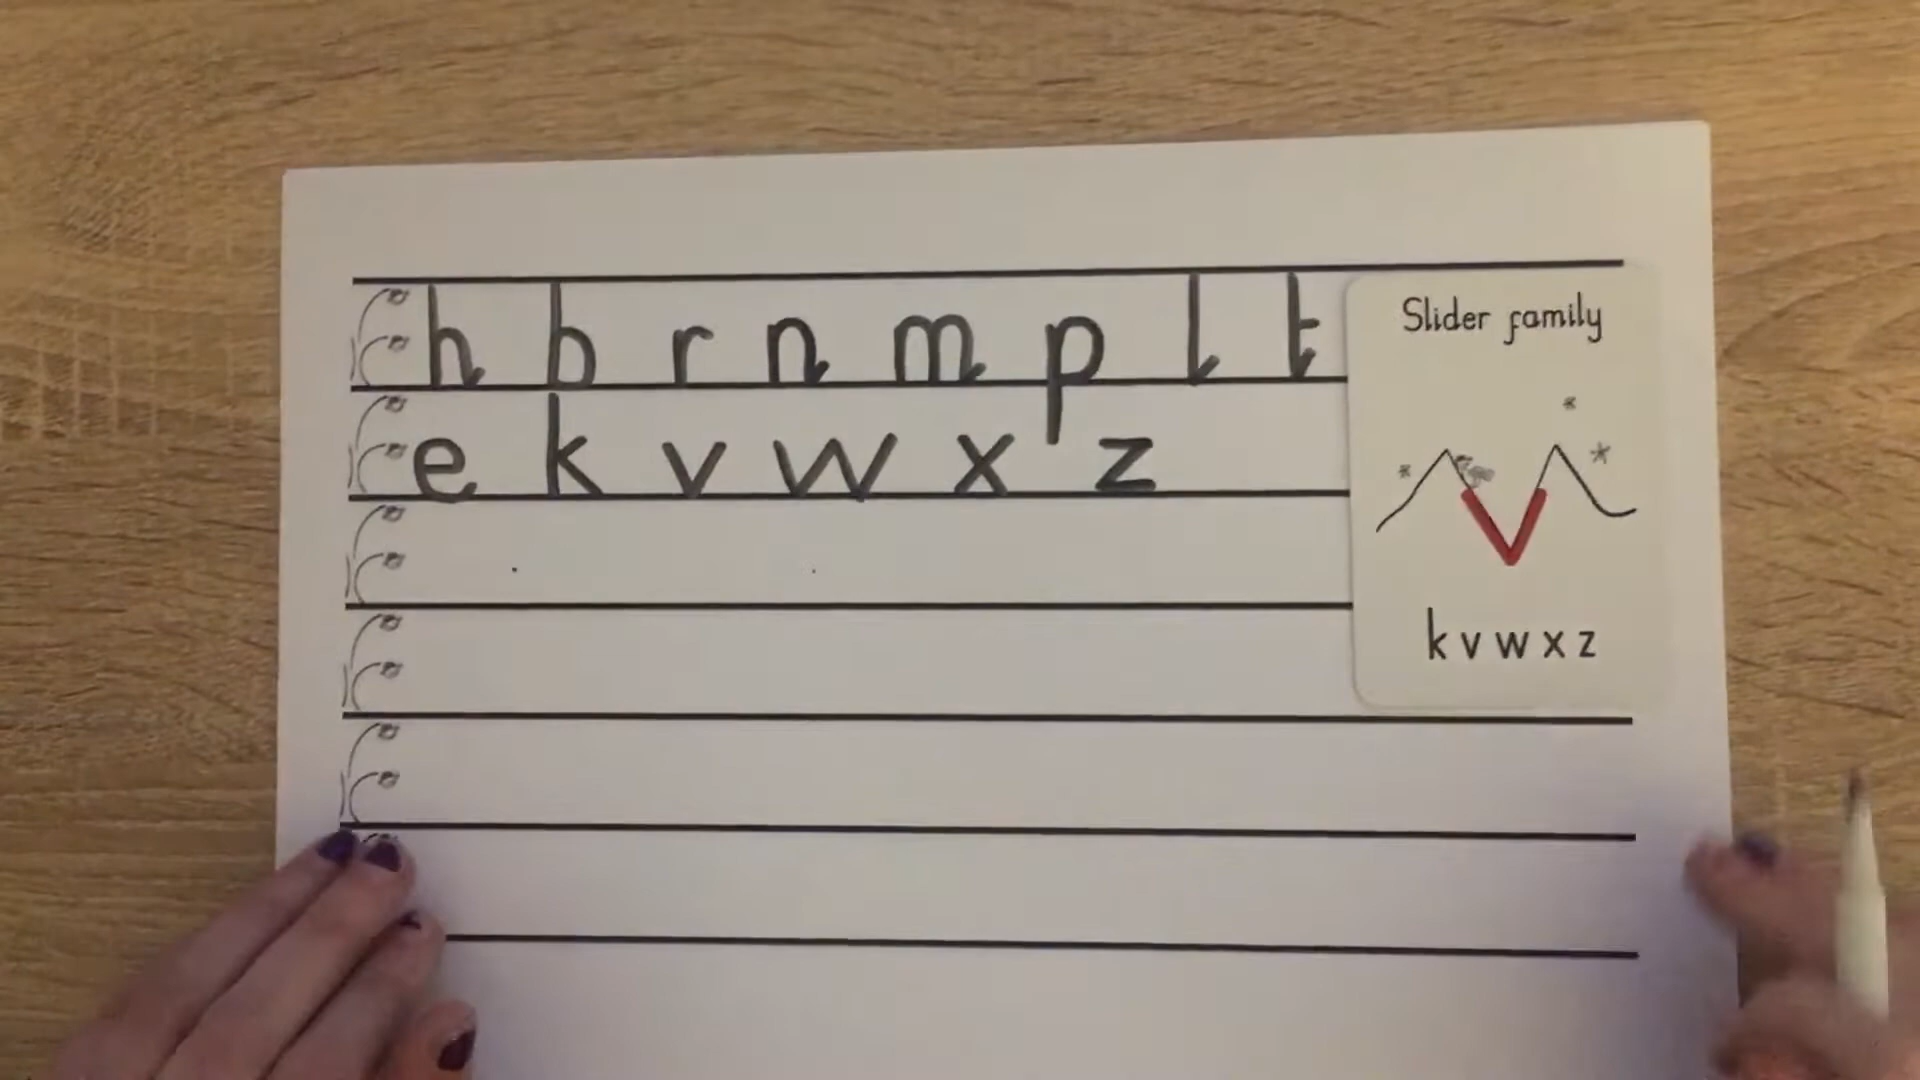 h b r n m p l t
e k v w x z
Slider family
k v w x z